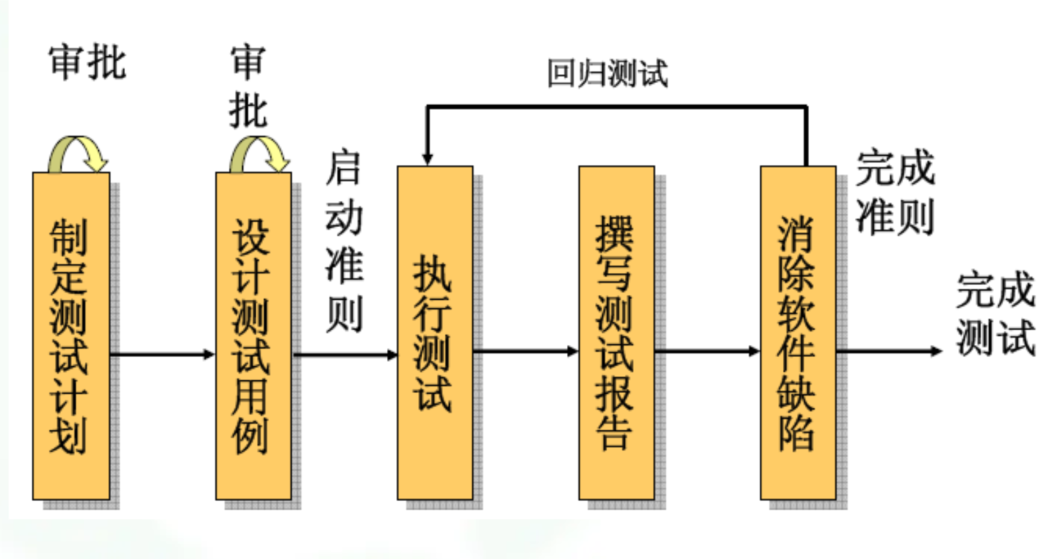 审批
审
批
回归测试
启
动
准
则
完成
准则
制定测试计划
设计测试用例
执行测试
撰写测试报告
消除软件缺陷
完成
测试